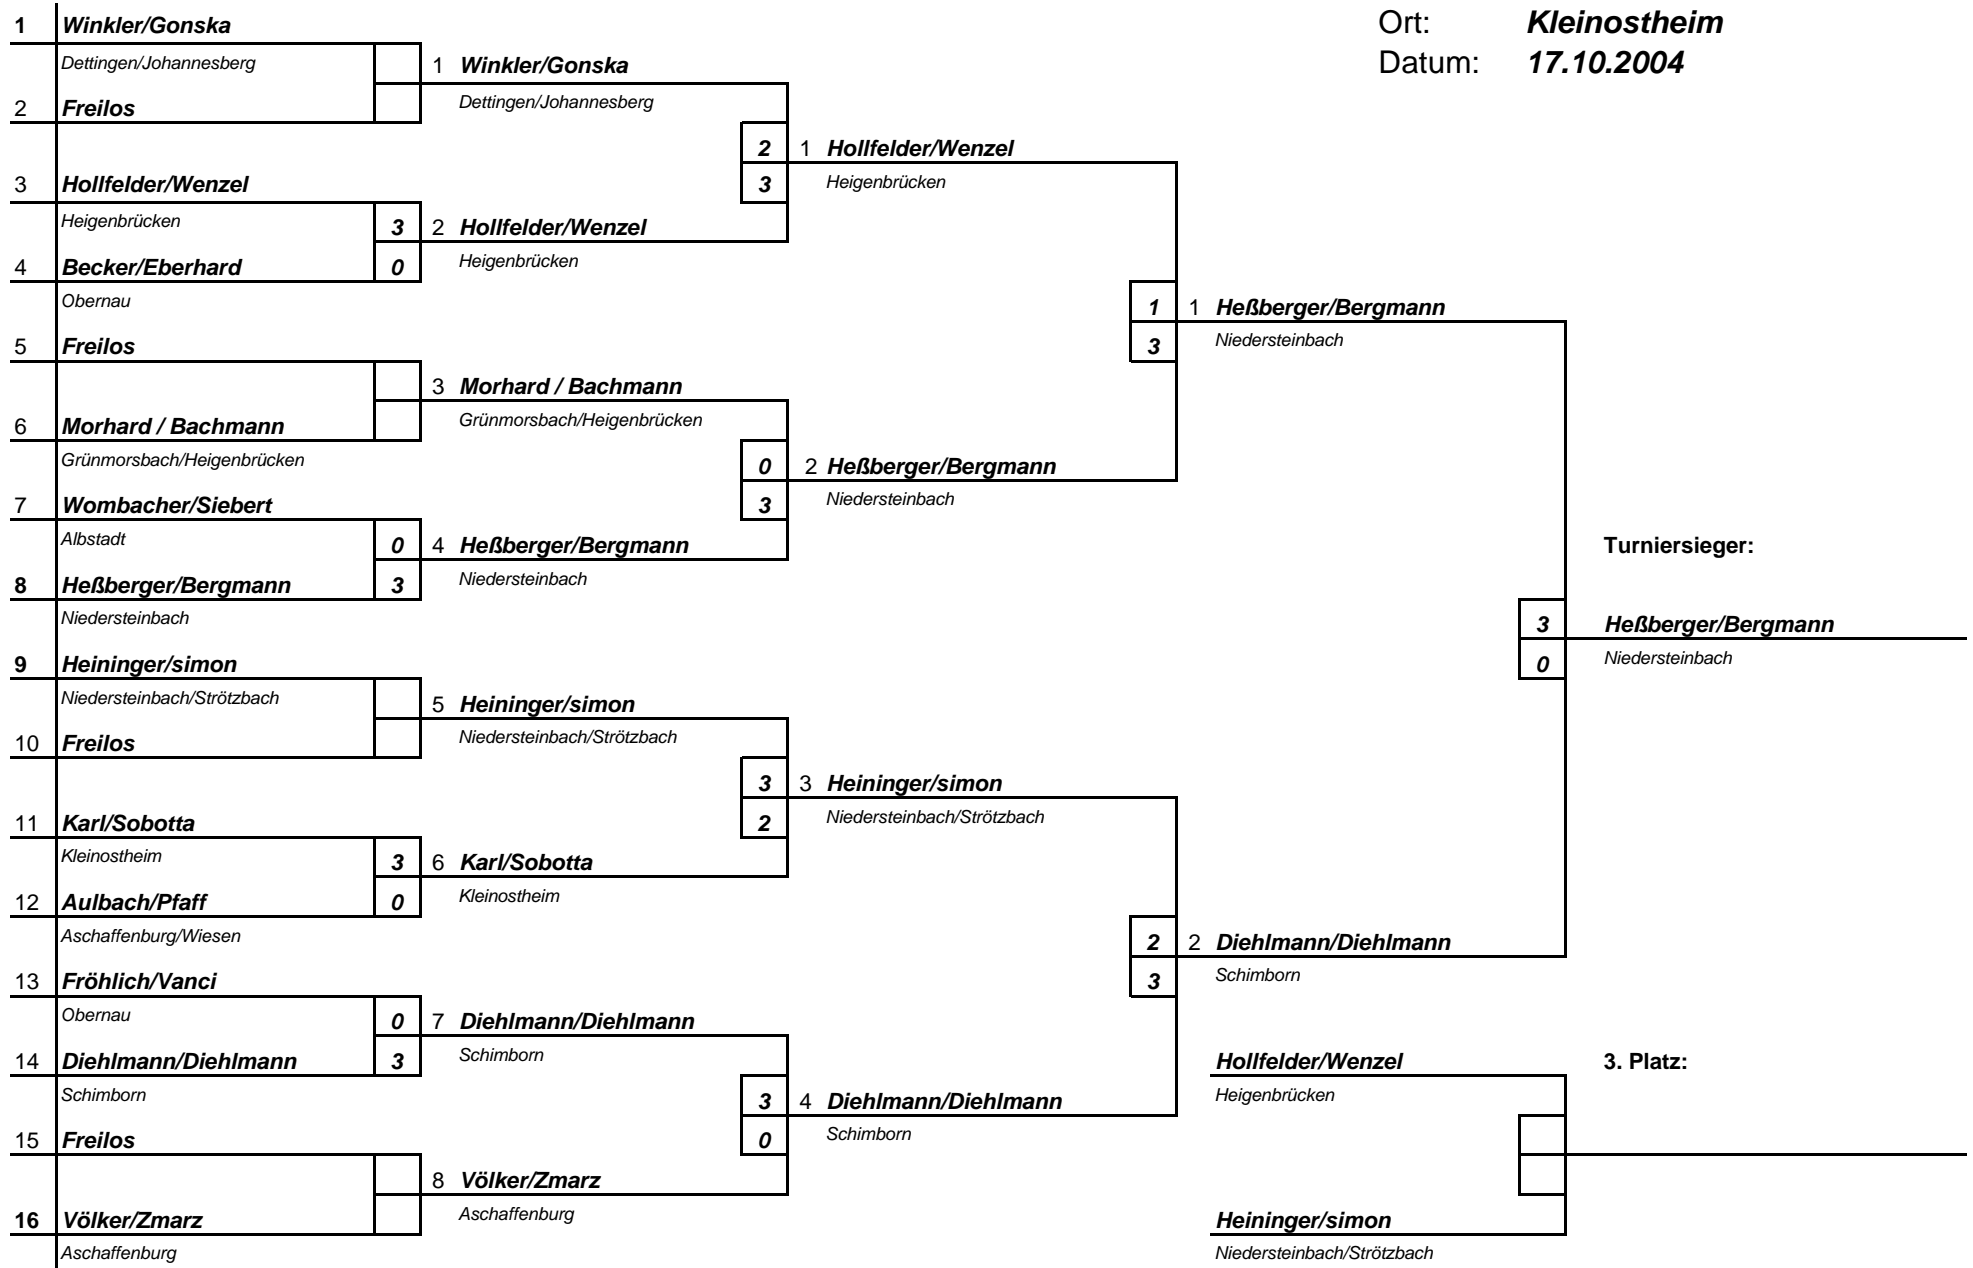 Ort: Kleinostheim
Datum: 17.10.2004
1 Winkler/Gonska
Dettingen/Johannesberg
2 Freilos
3 Hollfelder/Wenzel
Heigenbrücken
3
4 Becker/Eberhard
0
Obernau
5 Freilos
6 Morhard / Bachmann
Grünmorsbach/Heigenbrücken
7 Wombacher/Siebert
Albstadt
0
8 Heßberger/Bergmann
3
Niedersteinbach
9 Heininger/simon
Niedersteinbach/Strötzbach
10 Freilos
11 Karl/Sobotta
Kleinostheim
3
12 Aulbach/Pfaff
0
Aschaffenburg/Wiesen
13 Fröhlich/Vanci
Obernau
0
14 Diehlmann/Diehlmann
3
Schimborn
15 Freilos
16 Völker/Zmarz
Aschaffenburg
1 Winkler/Gonska
Dettingen/Johannesberg
2
3
2 Hollfelder/Wenzel
Heigenbrücken
3 Morhard / Bachmann
Grünmorsbach/Heigenbrücken
0
3
4 Heßberger/Bergmann
Niedersteinbach
5 Heininger/simon
Niedersteinbach/Strötzbach
3
2
6 Karl/Sobotta
Kleinostheim
7 Diehlmann/Diehlmann
Schimborn
3
0
8 Völker/Zmarz
Aschaffenburg
1 Hollfelder/Wenzel
Heigenbrücken
1
3
2 Heßberger/Bergmann
Niedersteinbach
3 Heininger/simon
Niedersteinbach/Strötzbach
2
3
4 Diehlmann/Diehlmann
Schimborn
1 Heßberger/Bergmann
Niedersteinbach
3
0
2 Diehlmann/Diehlmann
Schimborn
Turniersieger:
Heßberger/Bergmann
Niedersteinbach
Hollfelder/Wenzel
Heigenbrücken
3. Platz:
Heininger/simon
Niedersteinbach/Strötzbach